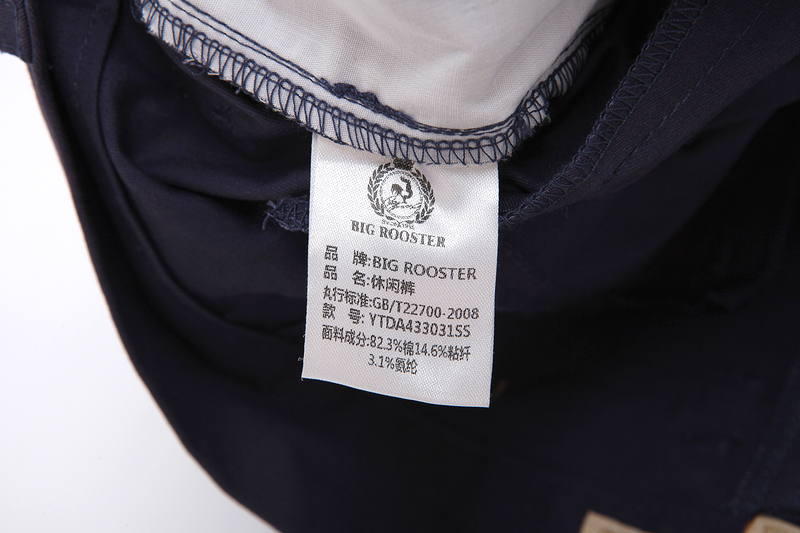 BIG ROOSTER
品 牌:BIG ROOSTER
品 名:休闲裤
丸行标准:GB/T22700-2008
款 号: YTDA433031SS
面料成分:82.3%棉14.6%粘纤
3.1%氨纶